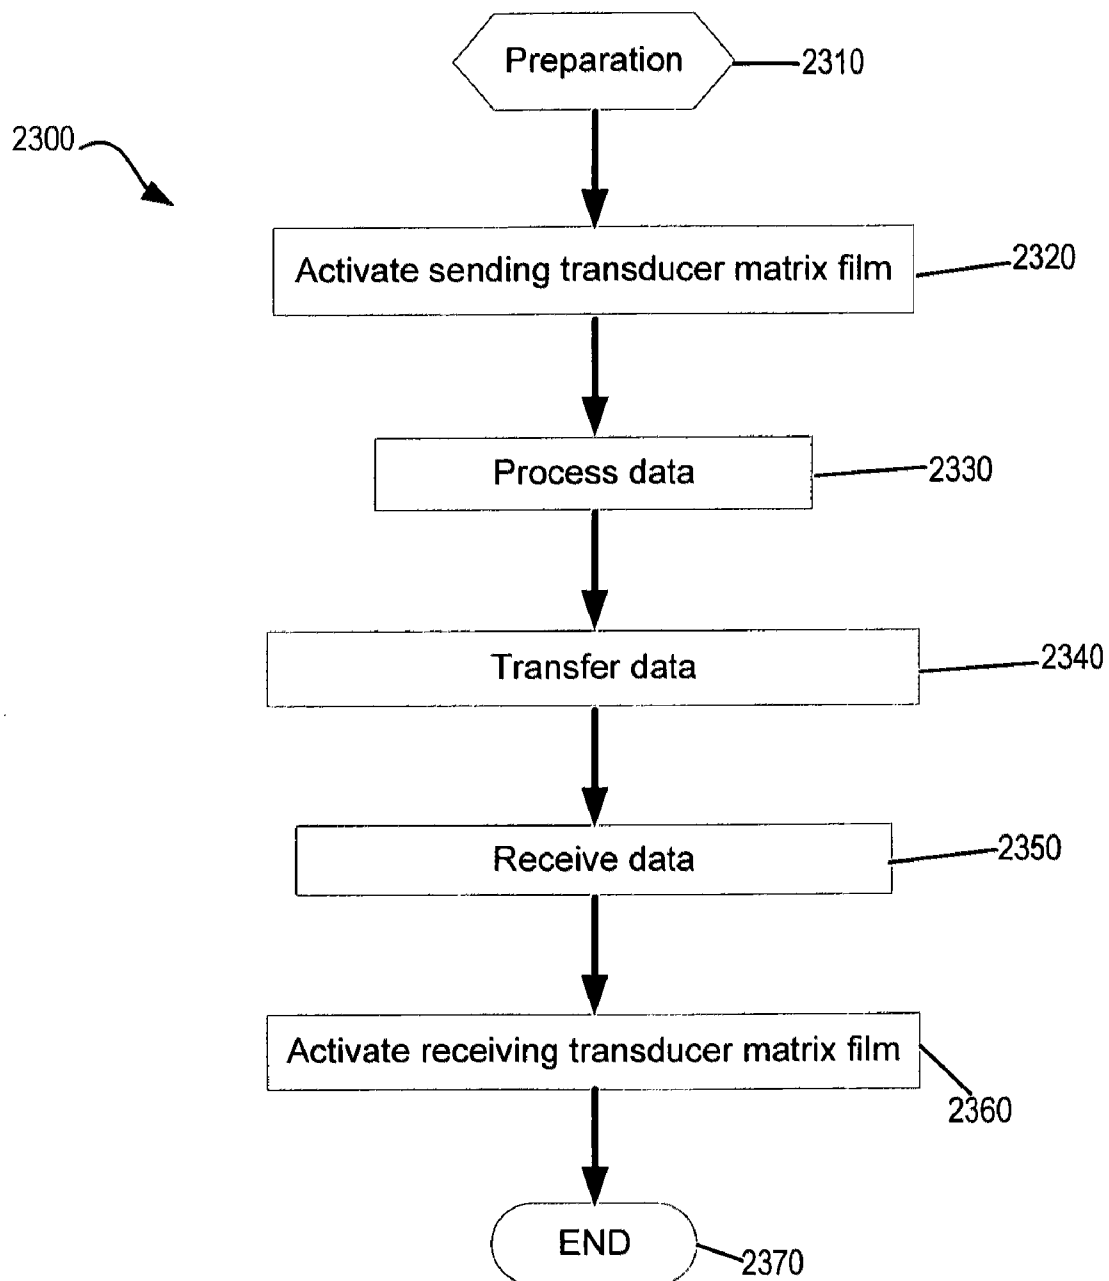 Preparation
2310
2300
Activate sending transducer matrix film
2320
Process data
2330
Transfer data
2340
Receive data
2350
Activate receiving transducer matrix film
2360
END
2370